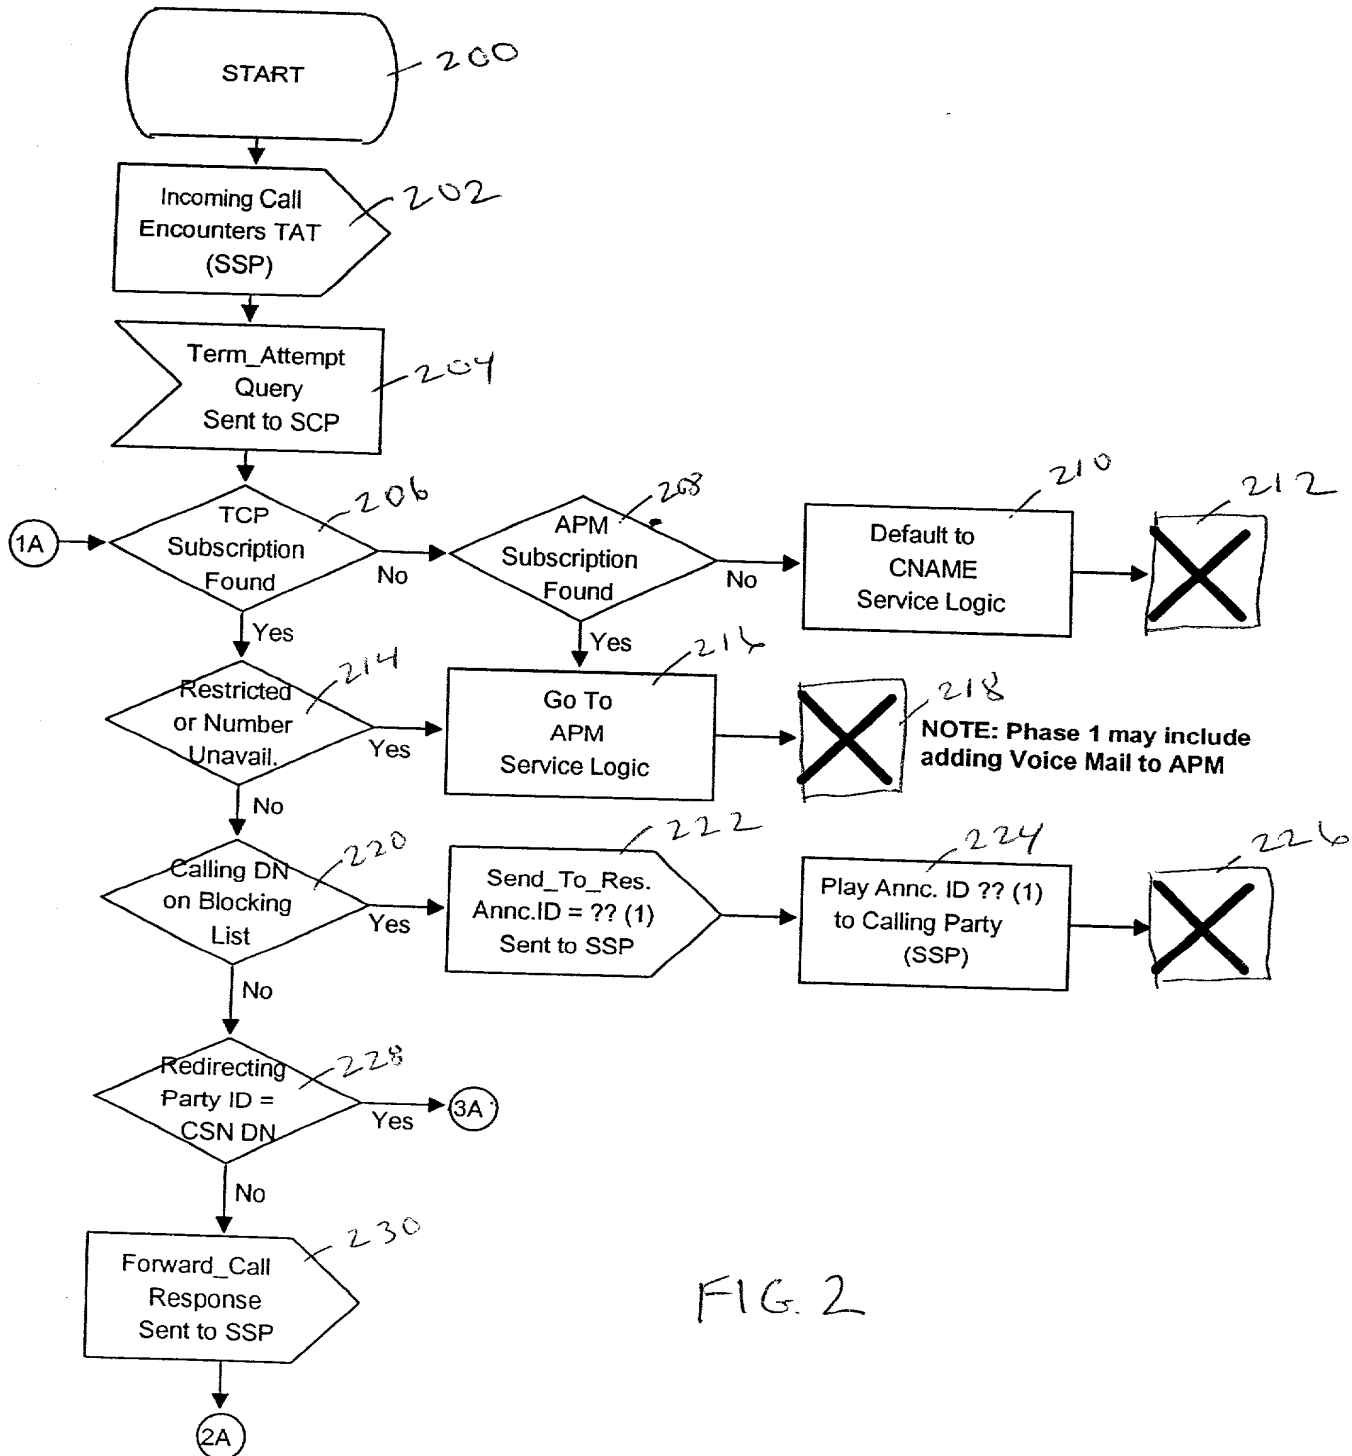 START
200
Incoming Call
Encounters TAT
(SSP)
202
Term_Attempt
Query
Sent to SCP
204
1A
TCP
Subscription
Found
206
No
APM
Subscription
Found
208
No
Default to
CNAME
Service Logic
210
212
Yes
Yes
Restricted
or Number
Unavail.
214
Yes
Go To
APM
Service Logic
216
218
NOTE: Phase 1 may include
adding Voice Mail to APM
No
Calling DN
on Blocking
List
220
Yes
Send_To_Res.
Annc.ID = ?? (1)
Sent to SSP
222
Play Annc. ID ?? (1)
to Calling Party
(SSP)
224
226
No
Redirecting
Party ID =
CSN DN
228
Yes
3A
No
Forward_Call
Response
Sent to SSP
230
2A
FIG. 2